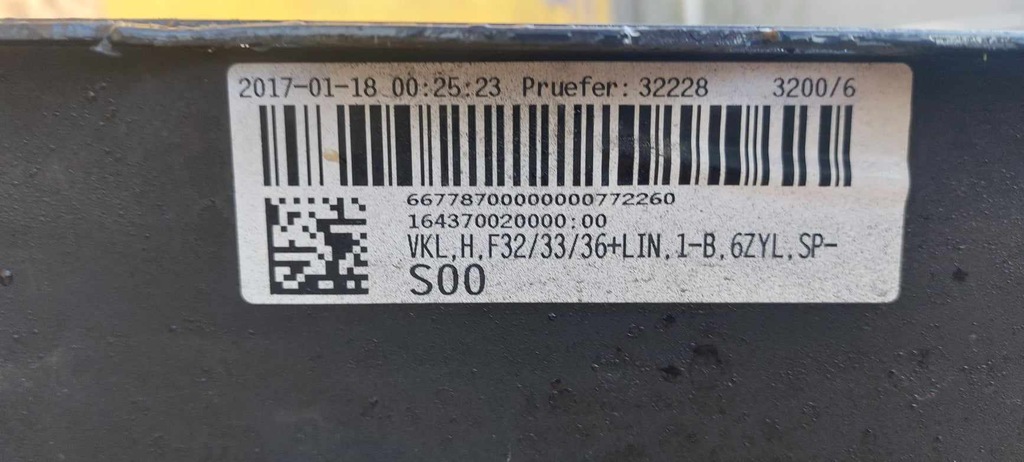 2017-01-18 00:25:23 Pruefer: 32228 3200/6
66778700000000772260
164370020000:00
VKL,H,F32/33/36+LIN,1-B,6ZYL,SP-
S00